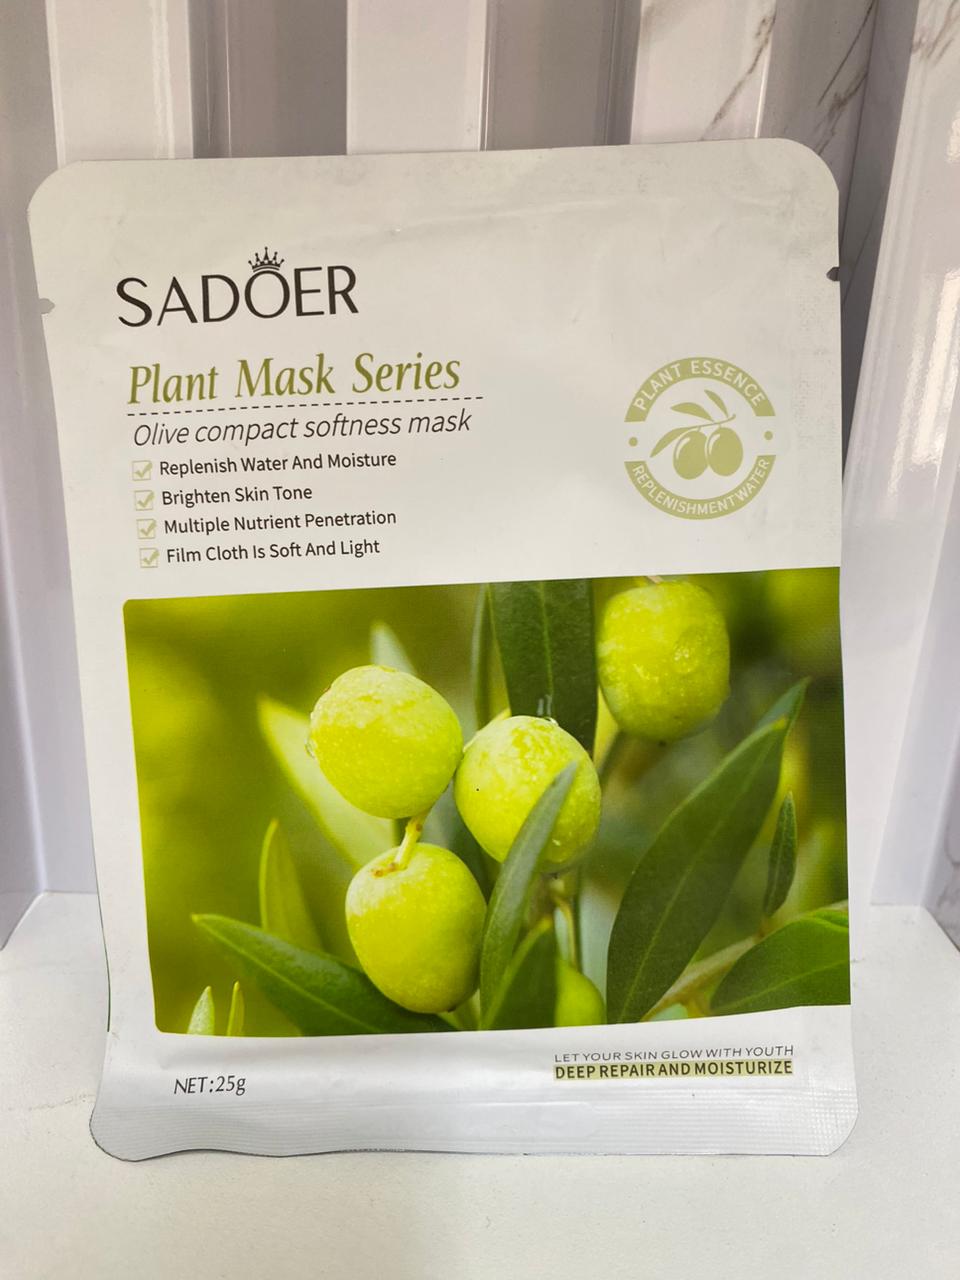 SADOER
Plant Mask Series
Olive compact softness mask
Replenish Water And Moisture
Brighten Skin Tone
Multiple Nutrient Penetration
Film Cloth Is Soft And Light
PLANT ESSENCE
REPLENISHMENTWATER
NET:25g
LET YOUR SKIN GLOW WITH YOUTH
DEEP REPAIR AND MOISTURIZE